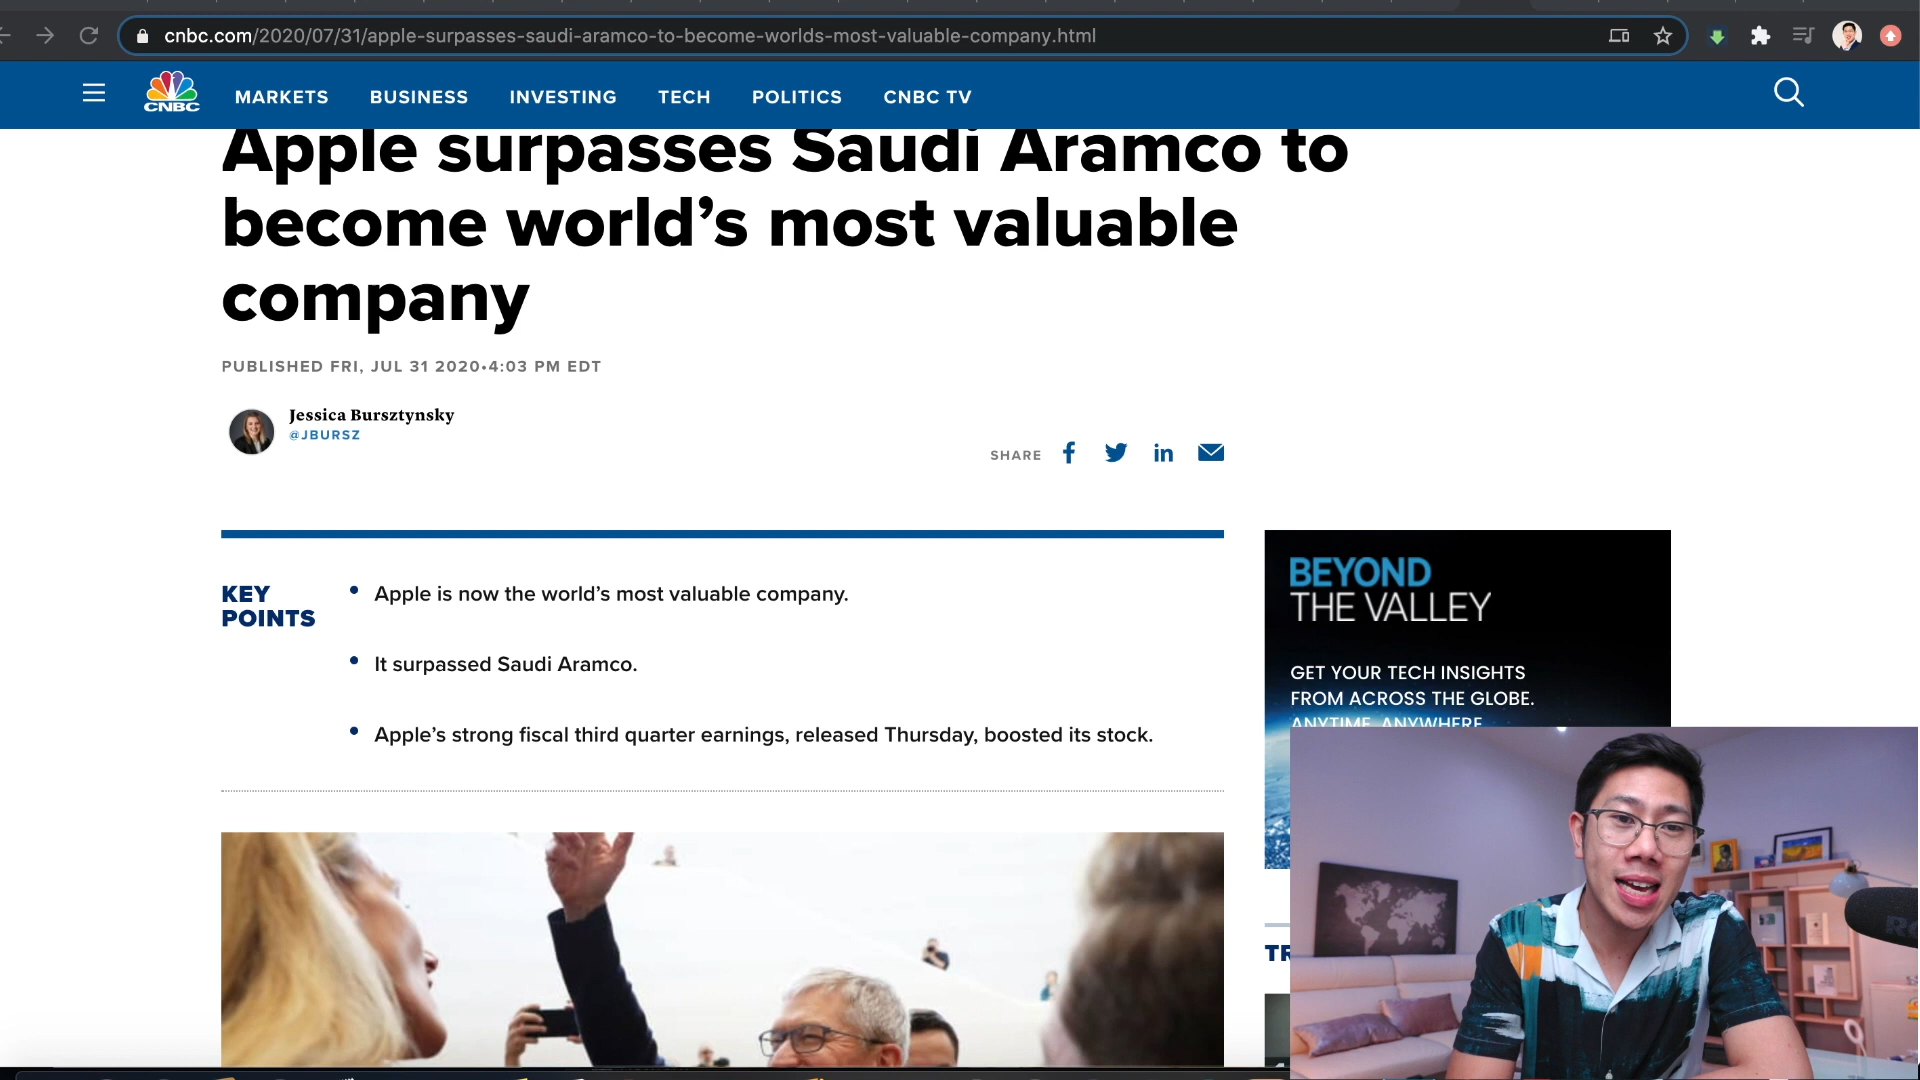 cnbc.com/2020/07/31/apple-surpasses-saudi-aramco-to-become-worlds-most-valuable-company.html
CNBC
MARKETS
BUSINESS
INVESTING
TECH
POLITICS
CNBC TV
Apple surpasses Saudi Aramco to
become world’s most valuable
company
PUBLISHED FRI, JUL 31 2020•4:03 PM EDT
Jessica Bursztynsky
@JBURSZ
SHARE
KEY
POINTS
• Apple is now the world’s most valuable company.
• It surpassed Saudi Aramco.
• Apple’s strong fiscal third quarter earnings, released Thursday, boosted its stock.
BEYOND
THE VALLEY
GET YOUR TECH INSIGHTS
FROM ACROSS THE GLOBE.
ANYTIME, ANYWHERE